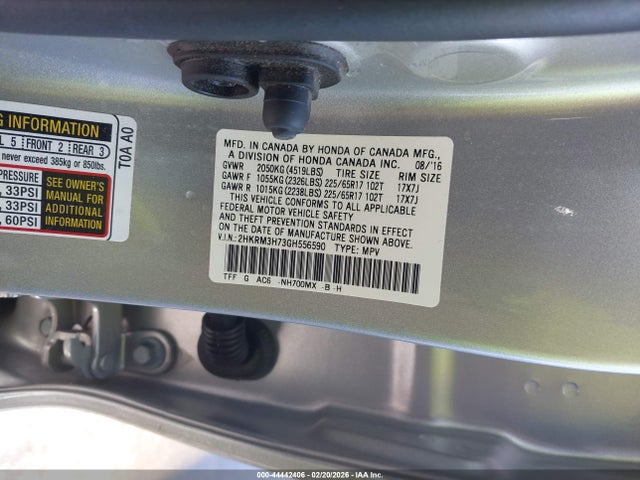 G INFORMATION
L 5 FRONT 2 REAR 3
never exceed 385kg or 850lbs.
PRESSURE
, 33PSI
, 33PSI
, 60PSI
SEE OWNER'S
MANUAL FOR
ADDITIONAL
INFORMATION
T0A A0
MFD. IN CANADA BY HONDA OF CANADA MFG.,
A DIVISION OF HONDA CANADA INC. 08/'16
GVWR 2050KG (4519LBS) TIRE SIZE RIM SIZE
GAWR F 1055KG (2326LBS) 225/65R17 102T 17X7J
GAWR R 1015KG (2238LBS) 225/65R17 102T 17X7J
THIS VEHICLE CONFORMS TO ALL APPLICABLE
FEDERAL MOTOR VEHICLE SAFETY
AND THEFT PREVENTION STANDARDS IN EFFECT
ON THE DATE OF MANUFACTURE SHOWN ABOVE.
V.I.N.: 2HKRM3H73GH556590 TYPE: MPV
TFF G AC6 -NH700MX -B -H
000-44442406 - 02/20/2026 - IAA Inc.